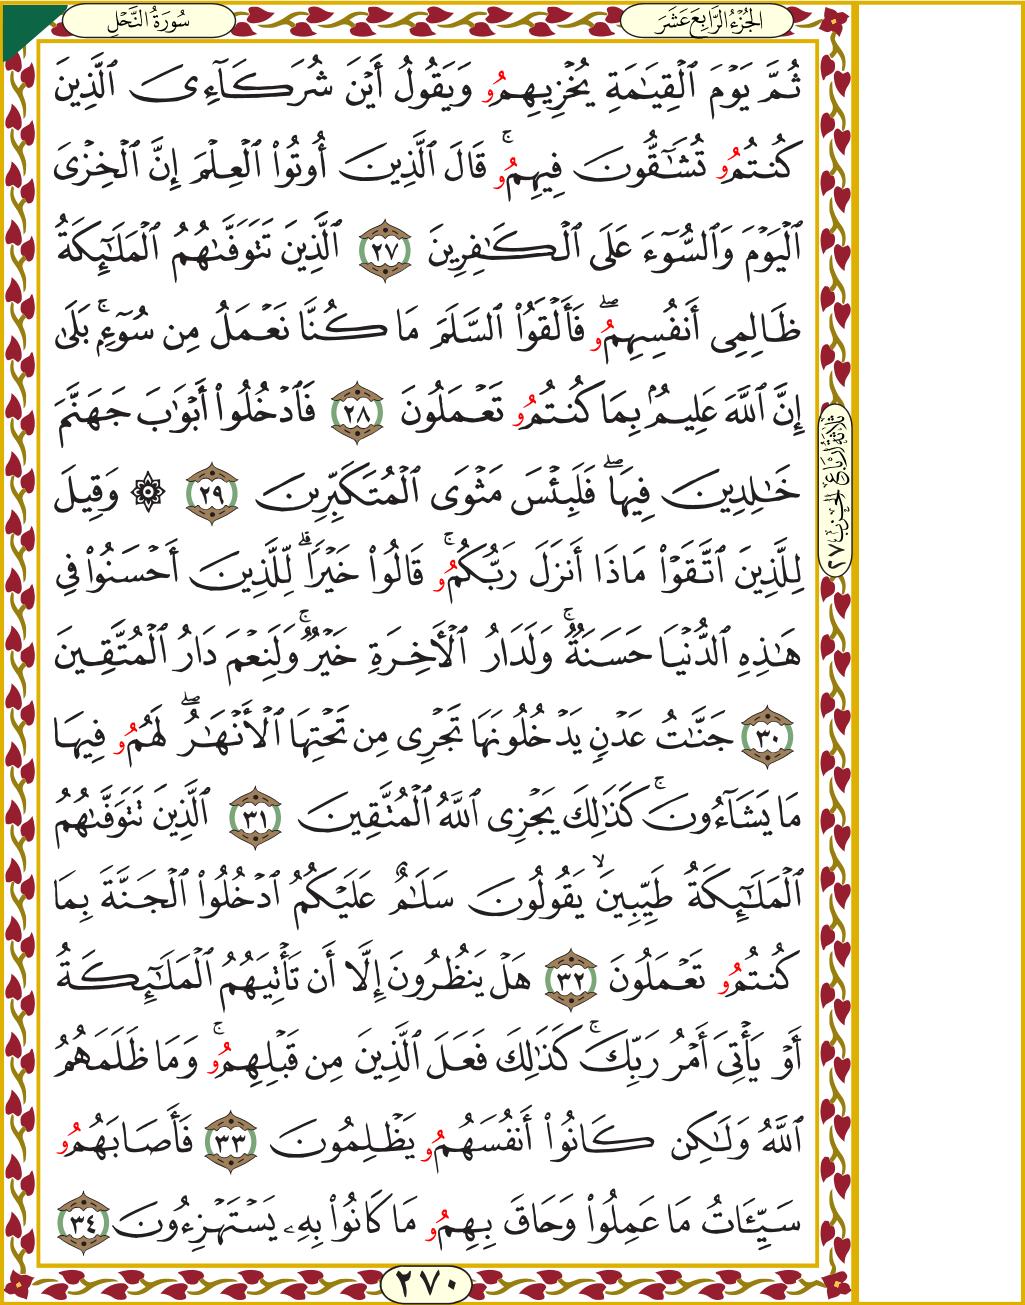 سُورَةُ النَّحْلِ
الجُزْءُ الرَّابِعَ عَشَرَ
ثُمَّ يَوْمَ ٱلْقِيَٰمَةِ يُخْزِيهِمُۥ وَيَقُولُ أَيْنَ شُرَكَآءِىَ ٱلَّذِينَ
كُنتُمُۥ تُشَٰٓقُّونَ فِيهِمُۥۚ قَالَ ٱلَّذِينَ أُوتُوا۟ ٱلْعِلْمَ إِنَّ ٱلْخِزْىَ
ٱلْيَوْمَ وَٱلسُّوٓءَ عَلَى ٱلْكَٰفِرِينَ ٢٧ ٱلَّذِينَ تَتَوَفَّىٰهُمُ ٱلْمَلَٰٓئِكَةُ
ظَالِمِىٓ أَنفُسِهِمُۥۖ فَأَلْقَوُا۟ ٱلسَّلَمَ مَا كُنَّا نَعْمَلُ مِن سُوٓءِۭۚ بَلَىٰ
إِنَّ ٱللَّهَ عَلِيمُۢ بِمَا كُنتُمُۥ تَعْمَلُونَ ٢٨ فَٱدْخُلُوٓا۟ أَبْوَٰبَ جَهَنَّمَ
خَٰلِدِينَ فِيهَاۖ فَلَبِئْسَ مَثْوَى ٱلْمُتَكَبِّرِينَ ٢٩ ۞ وَقِيلَ
لِلَّذِينَ ٱتَّقَوْا۟ مَاذَآ أَنزَلَ رَبُّكُمُۥۚ قَالُوا۟ خَيْرًاۗ لِّلَّذِينَ أَحْسَنُوا۟ فِى
هَٰذِهِ ٱلدُّنْيَا حَسَنَةٌۚ وَلَدَارُ ٱلْأَخِرَةِ خَيْرٌۚ وَلَنِعْمَ دَارُ ٱلْمُتَّقِينَ
٣٠ جَنَّٰتُ عَدْنٍ يَدْخُلُونَهَا تَجْرِى مِن تَحْتِهَا ٱلْأَنْهَٰرُۖ لَهُمُۥ فِيهَا
مَا يَشَآءُونَۚ كَذَٰلِكَ يَجْزِى ٱللَّهُ ٱلْمُتَّقِينَ ٣١ ٱلَّذِينَ تَتَوَفَّىٰهُمُ
ٱلْمَلَٰٓئِكَةُ طَيِّبِينَۙ يَقُولُونَ سَلَٰمٌ عَلَيْكُمُ ٱدْخُلُوا۟ ٱلْجَنَّةَ بِمَا
كُنتُمُۥ تَعْمَلُونَ ٣٢ هَلْ يَنظُرُونَ إِلَّآ أَن تَأْتِيَهُمُ ٱلْمَلَٰٓئِكَةُ
أَوْ يَأْتِىَ أَمْرُ رَبِّكَۚ كَذَٰلِكَ فَعَلَ ٱلَّذِينَ مِن قَبْلِهِمُۥۚ وَمَا ظَلَمَهُمُ
ٱللَّهُ وَلَٰكِن كَانُوٓا۟ أَنفُسَهُمُۥ يَظْلِمُونَ ٣٣ فَأَصَابَهُمُۥ
سَيِّـَٔاتُ مَا عَمِلُوا۟ وَحَاقَ بِهِمُۥ مَا كَانُوا۟ بِهِۦ يَسْتَهْزِءُونَ ٣٤
ثَلَاثَةُ أَرْبَاعِ الْحِزْبِ ٢٧
٢٧٠